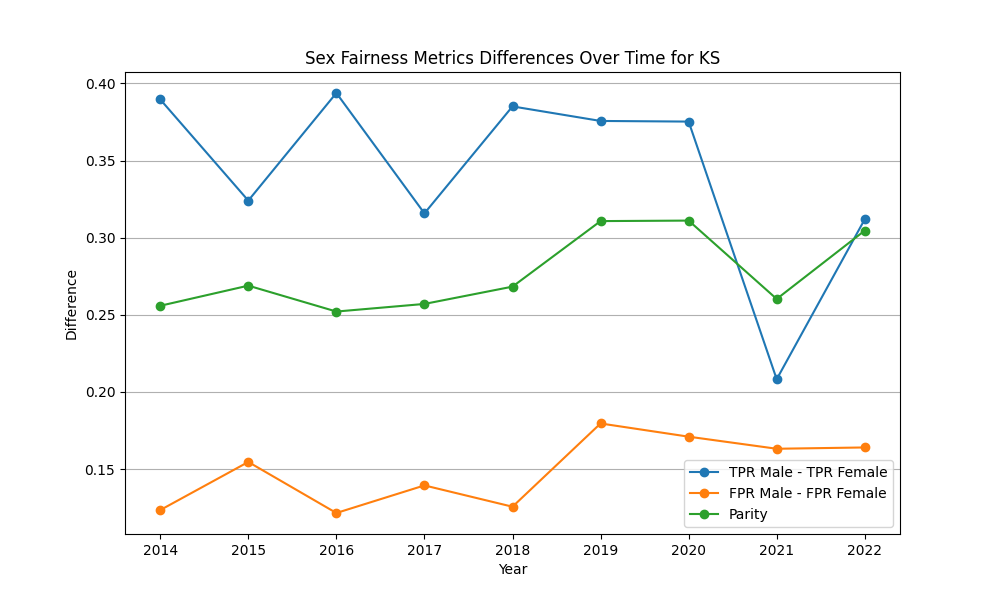 Sex Fairness Metrics Differences Over Time for KS
0.40
0.35
0.30
0.25
0.20
0.15
Difference
2014 2015 2016 2017 2018 2019 2020 2021 2022
Year
TPR Male - TPR Female
FPR Male - FPR Female
Parity